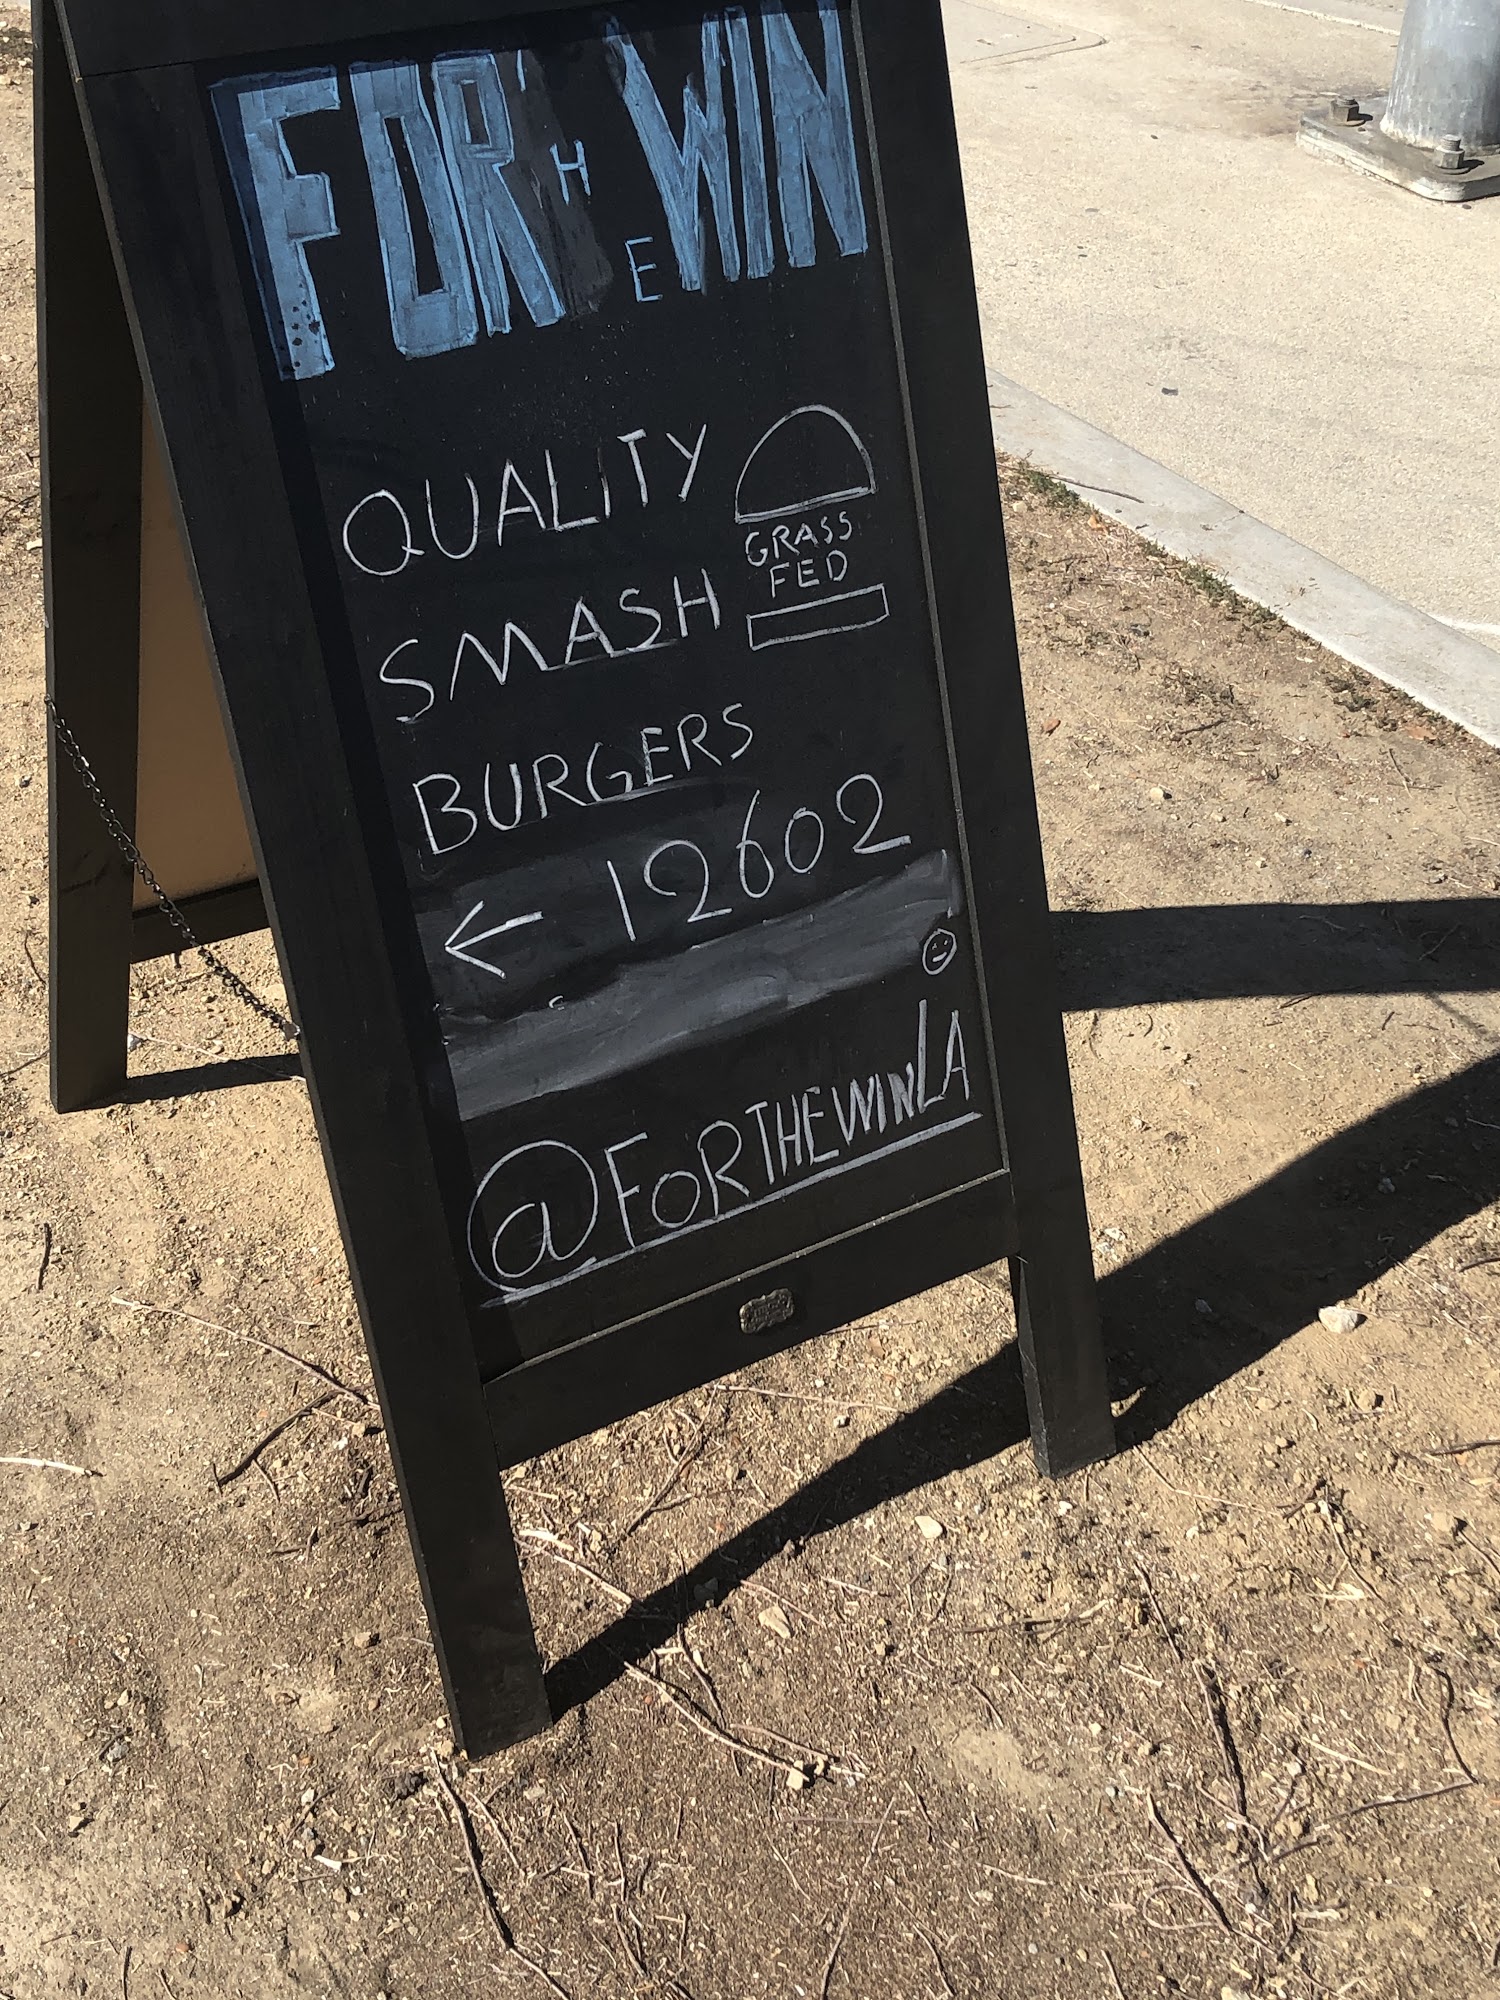 FOR THE WIN
QUALITY
SMASH
BURGERS
GRASS
FED
← 12602
@FORTHEWINLA